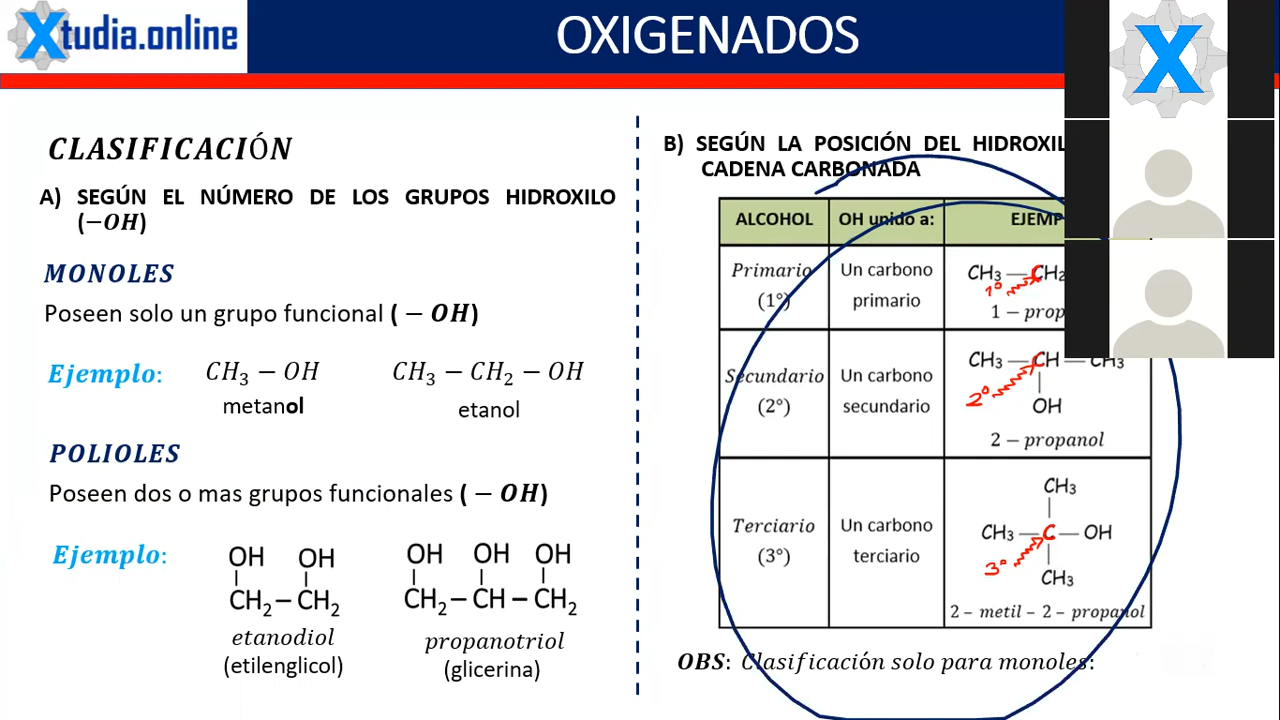 Xtudia.online
OXIGENADOS
CLASIFICACIÓN
A) SEGÚN EL NÚMERO DE LOS GRUPOS HIDROXILO
(−OH)
MONOLES
Poseen solo un grupo funcional (− OH)
Ejemplo:
CH₃ − OH
metanol
CH₃ − CH₂ − OH
etanol
POLIOLES
Poseen dos o mas grupos funcionales (− OH)
Ejemplo:
OH OH
CH₂ − CH₂
etanodiol
(etilenglicol)
OH OH OH
CH₂ − CH − CH₂
propanotriol
(glicerina)
B) SEGÚN LA POSICIÓN DEL
CADENA CARBONADA
ALCOHOL OH unido a:
Primario
(1°)
Un carbono
primario
CH₃ — CH₂
1°
1 −
Secundario
(2°)
Un carbono
secundario
CH₃ — CH — CH₃
2°
OH
2 − propanol
Terciario
(3°)
Un carbono
terciario
CH₃
CH₃ — C — OH
3°
CH₃
2 − metil − 2 − propanol
OBS: Clasificación solo para monoles:
X